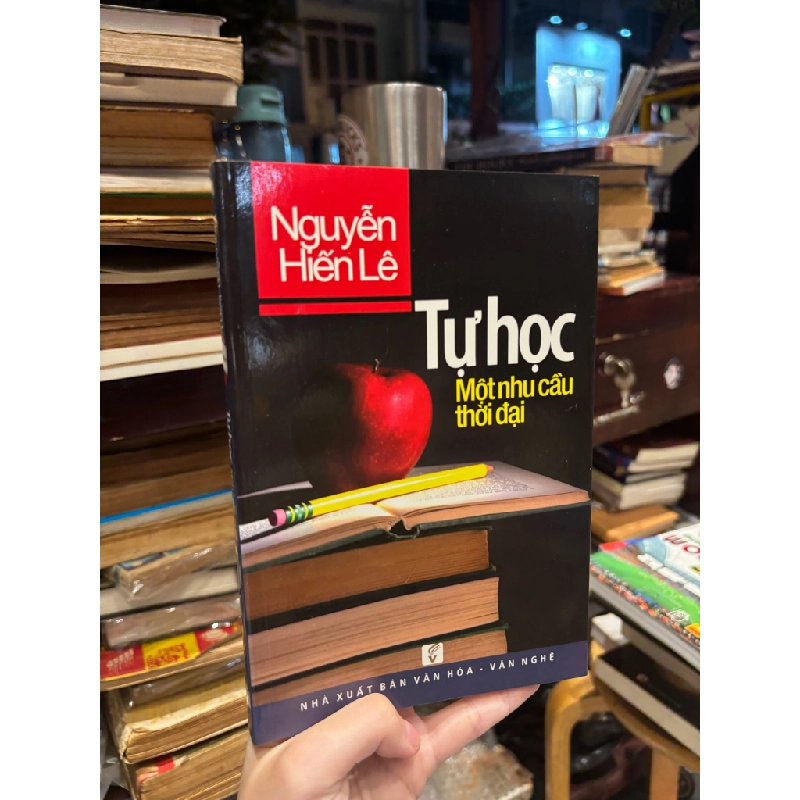 Nguyễn
Hiến Lê
Tự học
Một nhu cầu
thời đại
V
NHÀ XUẤT BẢN VĂN HÓA - VĂN NGHỆ